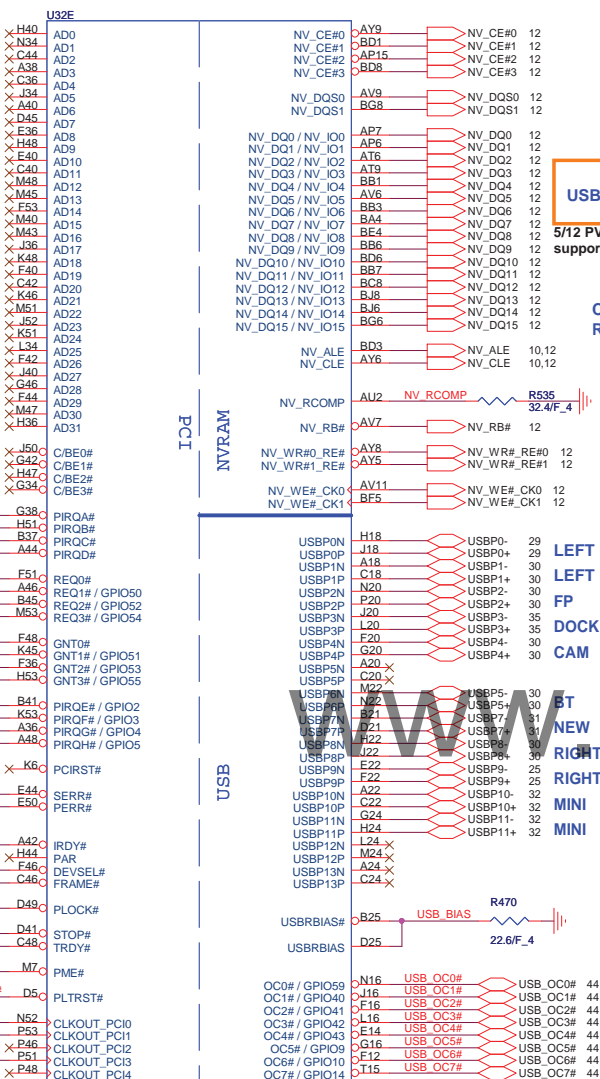 U32E
H40 AD0
N34 AD1
C44 AD2
A38 AD3
C36 AD4
J34 AD5
A40 AD6
D45 AD7
E36 AD8
H48 AD9
E40 AD10
C40 AD11
M48 AD12
M45 AD13
F53 AD14
M40 AD15
M43 AD16
J36 AD17
K48 AD18
F40 AD19
C42 AD20
K46 AD21
M51 AD22
J52 AD23
K51 AD24
L34 AD25
F42 AD26
J40 AD27
G46 AD28
F44 AD29
M47 AD30
H36 AD31
J50 C/BE0#
G42 C/BE1#
H47 C/BE2#
G34 C/BE3#
G38 PIRQA#
H51 PIRQB#
B37 PIRQC#
A44 PIRQD#
F51 REQ0#
A46 REQ1# / GPIO50
B45 REQ2# / GPIO52
M53 REQ3# / GPIO54
F48 GNT0#
K45 GNT1# / GPIO51
F36 GNT2# / GPIO53
H53 GNT3# / GPIO55
B41 PIRQE# / GPIO2
K53 PIRQF# / GPIO3
A36 PIRQG# / GPIO4
A48 PIRQH# / GPIO5
K6 PCIRST#
E44 SERR#
E50 PERR#
A42 IRDY#
H44 PAR
F46 DEVSEL#
C46 FRAME#
D49 PLOCK#
D41 STOP#
C48 TRDY#
M7 PME#
D5 PLTRST#
N52 CLKOUT_PCI0
P53 CLKOUT_PCI1
P46 CLKOUT_PCI2
P51 CLKOUT_PCI3
P48 CLKOUT_PCI4
PCI
NVRAM
USB
NV_CE#0 AY9 NV_CE#0 12
NV_CE#1 BD1 NV_CE#1 12
NV_CE#2 AP15 NV_CE#2 12
NV_CE#3 BD8 NV_CE#3 12
NV_DQS0 AV9 NV_DQS0 12
NV_DQS1 BG8 NV_DQS1 12
NV_DQ0 / NV_IO0 AP7 NV_DQ0 12
NV_DQ1 / NV_IO1 AP6 NV_DQ1 12
NV_DQ2 / NV_IO2 AT6 NV_DQ2 12
NV_DQ3 / NV_IO3 AT9 NV_DQ3 12
NV_DQ4 / NV_IO4 BB1 NV_DQ4 12
NV_DQ5 / NV_IO5 AV6 NV_DQ5 12
NV_DQ6 / NV_IO6 BB3 NV_DQ6 12
NV_DQ7 / NV_IO7 BA4 NV_DQ7 12
NV_DQ8 / NV_IO8 BE4 NV_DQ8 12
NV_DQ9 / NV_IO9 BB6 NV_DQ9 12
NV_DQ10 / NV_IO10 BD6 NV_DQ10 12
NV_DQ11 / NV_IO11 BB7 NV_DQ11 12
NV_DQ12 / NV_IO12 BC8 NV_DQ12 12
NV_DQ13 / NV_IO13 BJ8 NV_DQ13 12
NV_DQ14 / NV_IO14 BJ6 NV_DQ14 12
NV_DQ15 / NV_IO15 BG6 NV_DQ15 12
NV_ALE BD3 NV_ALE 10,12
NV_CLE AY6 NV_CLE 10,12
NV_RCOMP AU2 NV_RCOMP R535
32.4/F_4
NV_RB# AV7 NV_RB# 12
NV_WR#0_RE# AY8 NV_WR#_RE#0 12
NV_WR#1_RE# AY5 NV_WR#_RE#1 12
NV_WE#_CK0 AV11 NV_WE#_CK0 12
NV_WE#_CK1 BF5 NV_WE#_CK1 12
USBP0N H18 USBP0- 29
USBP0P J18 USBP0+ 29 LEFT
USBP1N A18 USBP1- 30
USBP1P C18 USBP1+ 30 LEFT
USBP2N N20 USBP2- 30
USBP2P P20 USBP2+ 30 FP
USBP3N J20 USBP3- 35
USBP3P L20 USBP3+ 35 DOCK
USBP4N F20 USBP4- 30
USBP4P G20 USBP4+ 30 CAM
USBP5N A20
USBP5P C20
USBP6N M22 USBP5- 30
USBP6P N22 USBP5+ 30 BT
USBP7N B21 USBP7- 31
USBP7P D21 USBP7+ 31 NEW
USBP8N H22 USBP8- 30
USBP8P J22 USBP8+ 30 RIGHT
USBP9N E22 USBP9- 25
USBP9P F22 USBP9+ 25 RIGHT
USBP10N A22 USBP10- 32
USBP10P C22 USBP10+ 32 MINI
USBP11N G24 USBP11- 32
USBP11P H24 USBP11+ 32 MINI
USBP12N L24
USBP12P M24
USBP13N A24
USBP13P C24
USBRBIAS# B25 USB_BIAS R470
22.6/F_4
USBRBIAS D25
OC0# / GPIO59 N16 USB_OC0# USB_OC0# 44
OC1# / GPIO40 J16 USB_OC1# USB_OC1# 44
OC2# / GPIO41 F16 USB_OC2# USB_OC2# 44
OC3# / GPIO42 L16 USB_OC3# USB_OC3# 44
OC4# / GPIO43 E14 USB_OC4# USB_OC4# 44
OC5# / GPIO9 G16 USB_OC5# USB_OC5# 44
OC6# / GPIO10 F12 USB_OC6# USB_OC6# 44
OC7# / GPIO14 T15 USB_OC7# USB_OC7# 44
USB
5/12 PV
suppor
C
R
www.